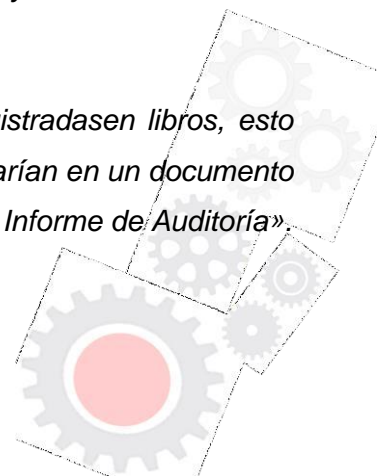 istradasen libros, esto
arían en un documento
Informe de Auditoría».